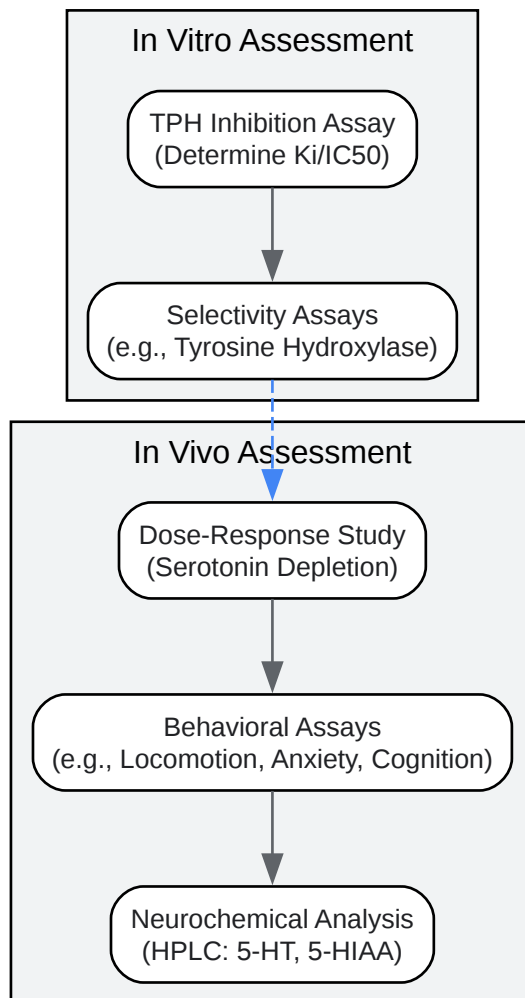 In Vitro Assessment
TPH Inhibition Assay
(Determine Ki/IC50)
Selectivity Assays
(e.g., Tyrosine Hydroxylase)
In Vivo Assessment
Dose-Response Study
(Serotonin Depletion)
Behavioral Assays
(e.g., Locomotion, Anxiety, Cognition)
Neurochemical Analysis
(HPLC: 5-HT, 5-HIAA)